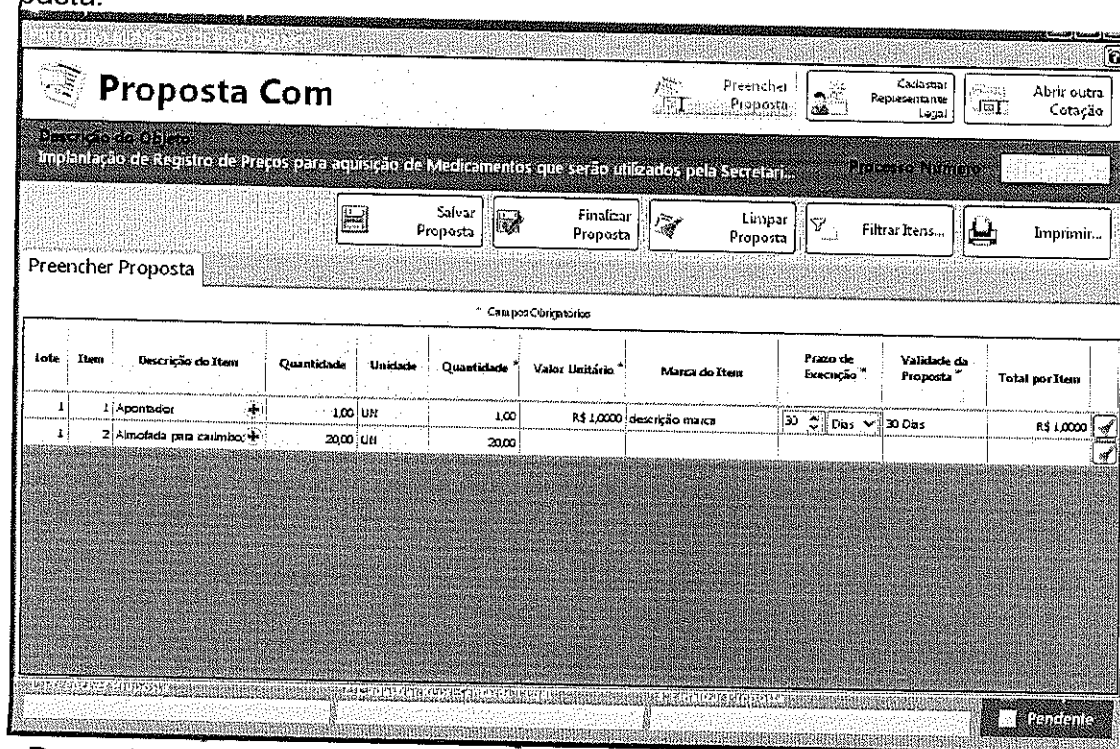 Proposta Com
Preencher Proposta
Cadastrar Representante Legal
Abrir outra Cotação
Descrição do Objeto
Implantação de Registro de Preços para aquisição de Medicamentos que serão utilizados pela Secretari...
Processo Número
Salvar Proposta
Finalizar Proposta
Limpar Proposta
Filtrar Itens...
Imprimir...
Preencher Proposta
* Campos Obrigatórios
Lote Item Descrição do Item Quantidade Unidade Quantidade * Valor Unitário * Marca do Item Prazo de Execução * Validade da Proposta * Total por Item
1 1 Apontador 1,00 UN 1,00 R$ 1,0000 descrição marca 30 Dias 30 Dias R$ 1,0000
1 2 Almofada para carimbo; 20,00 UN 20,00
Pendente